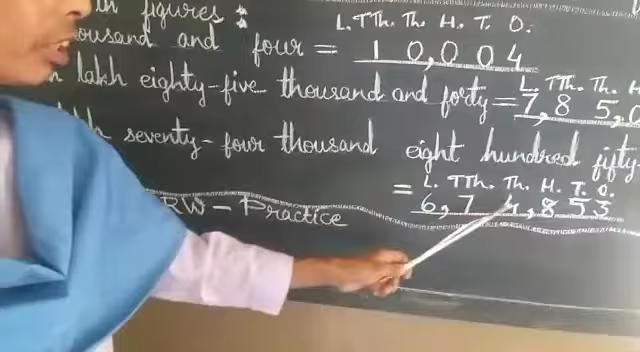 in figures:
L. TTh. Th. H. T. O.
thousand and four = 1 0,0 0 4
L. TTh. Th. H
lakh eighty-five thousand and forty = 7,8 5,0
seventy-four thousand eight hundred fifty-
L. TTh. Th. H. T. O.
= 6,7 4,8 5 3
RW - Practice